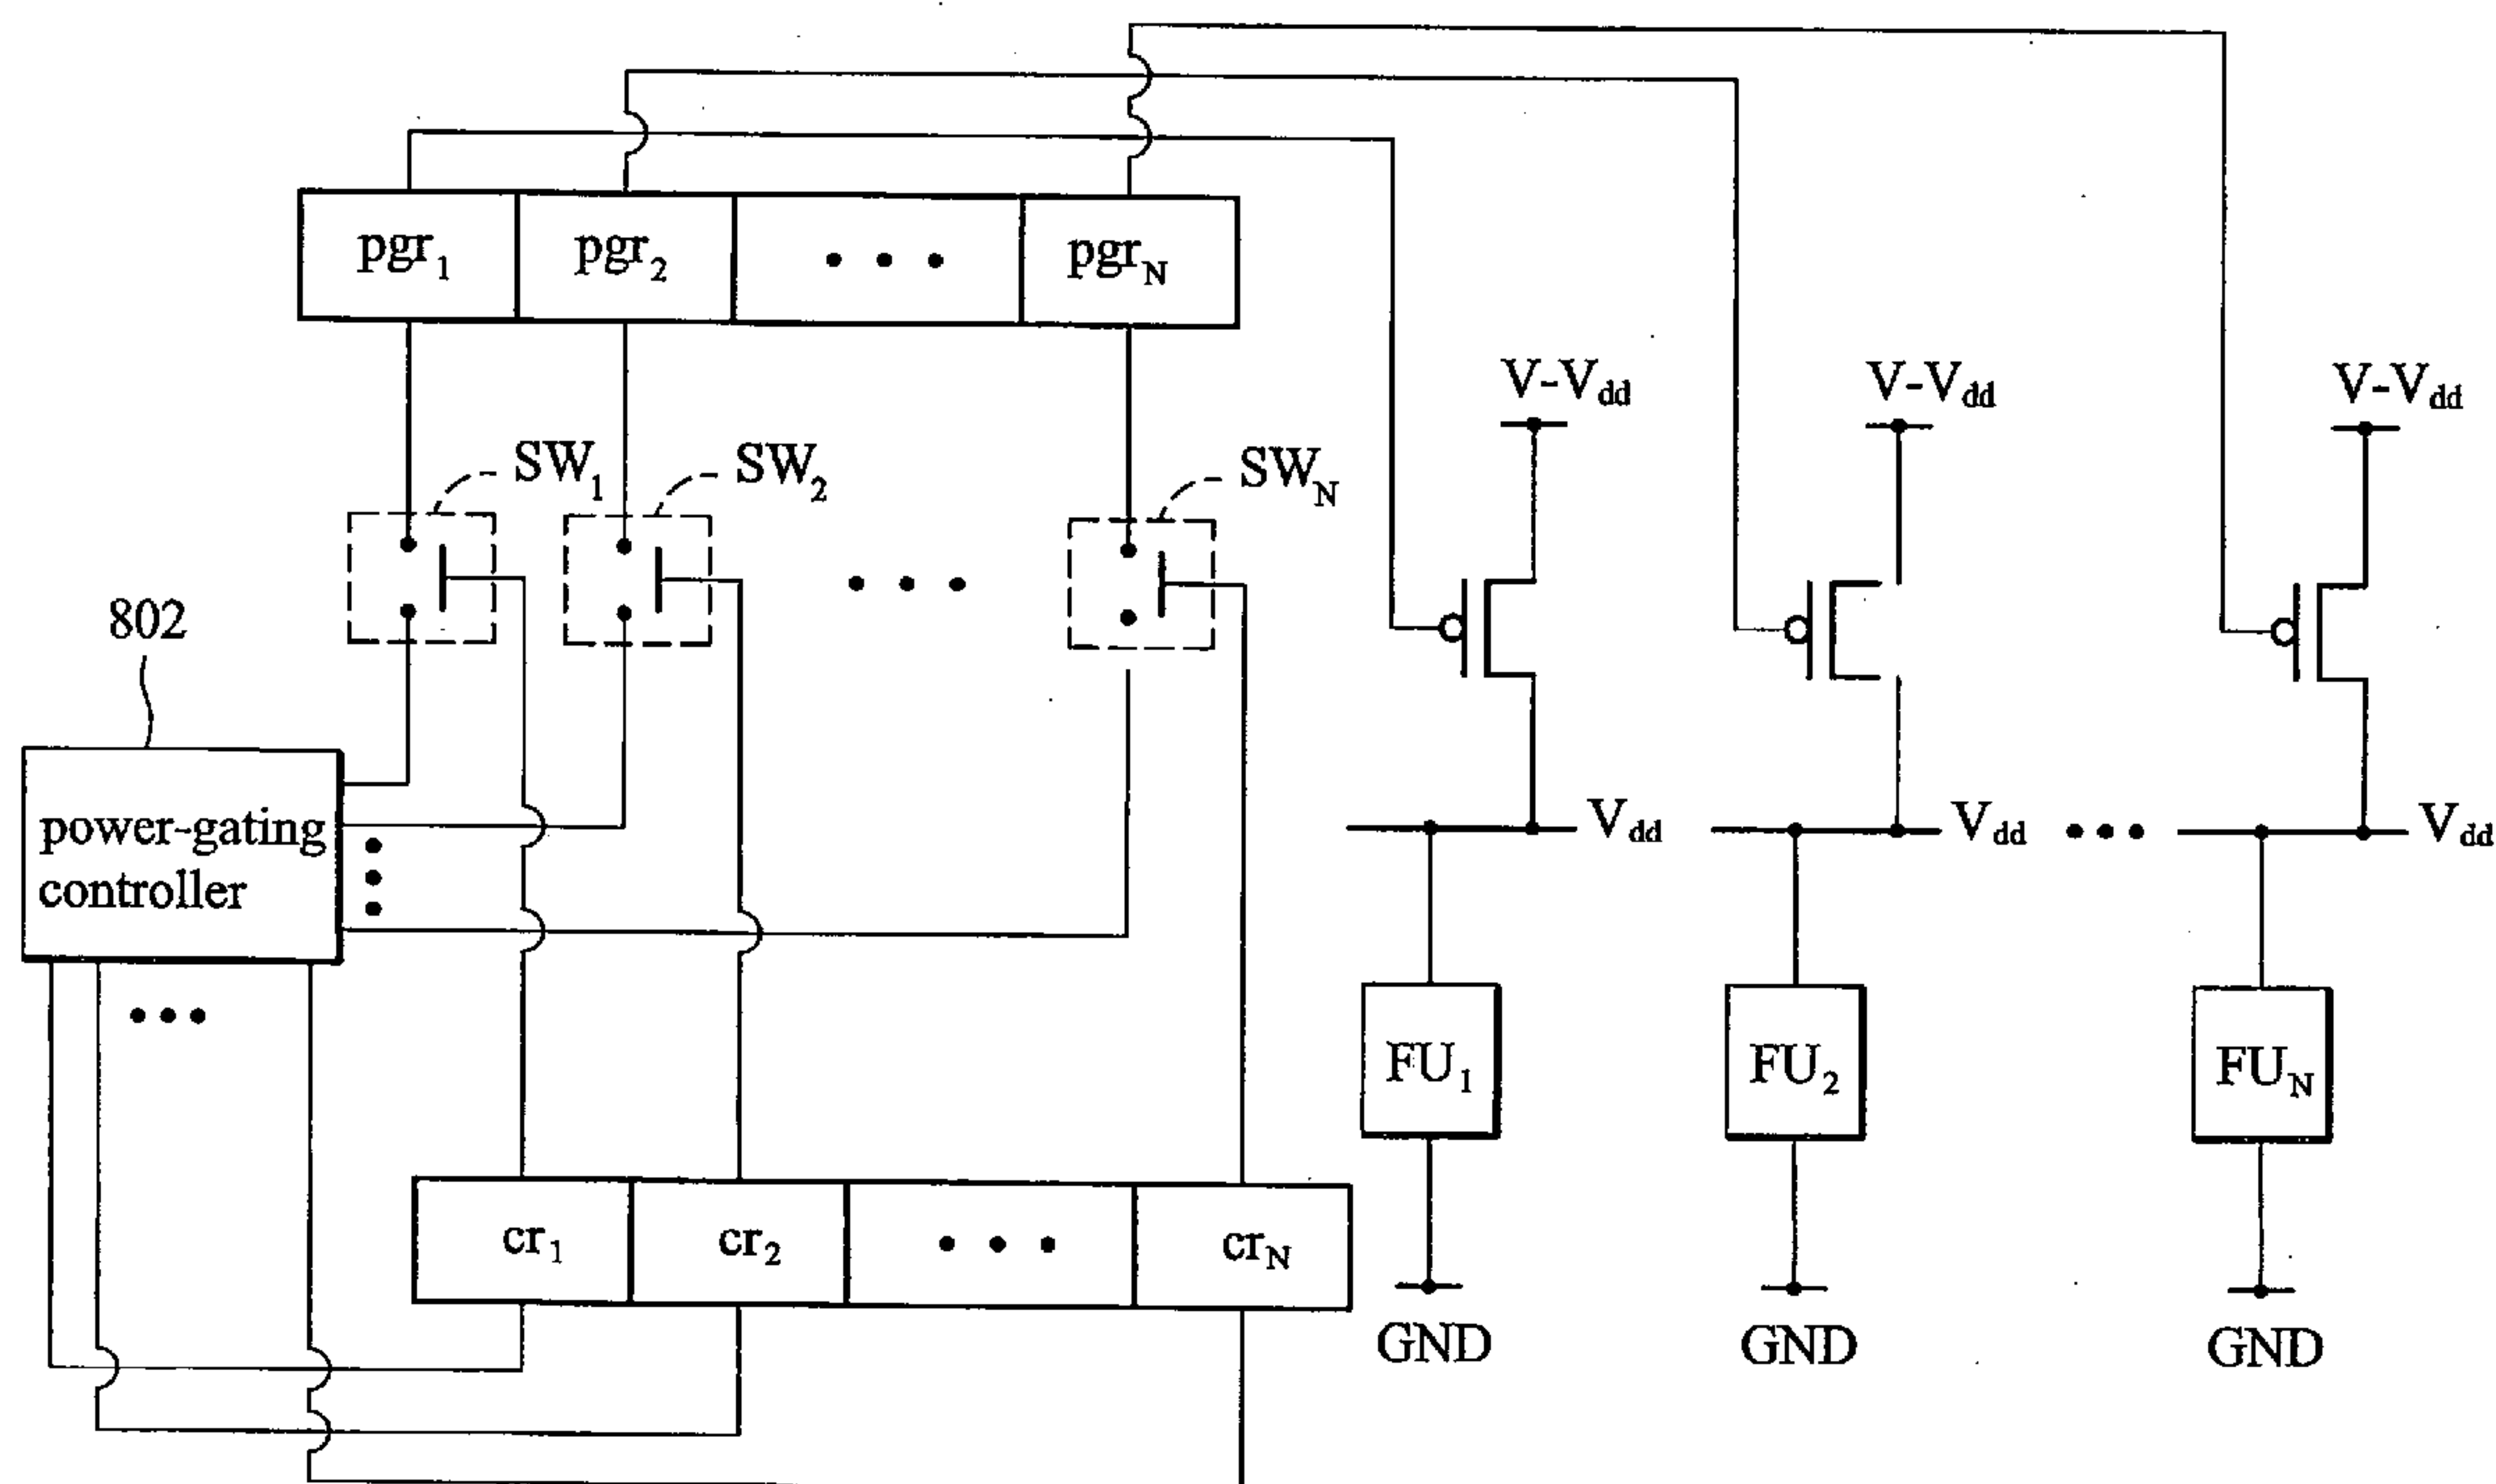 pgr1
pgr2
• • •
pgrN
V-Vdd
V-Vdd
V-Vdd
SW1
SW2
SWN
• • •
802
power-gating
controller
Vdd
Vdd
• • •
Vdd
FU1
FU2
FUN
cr1
cr2
• • •
crN
GND
GND
GND